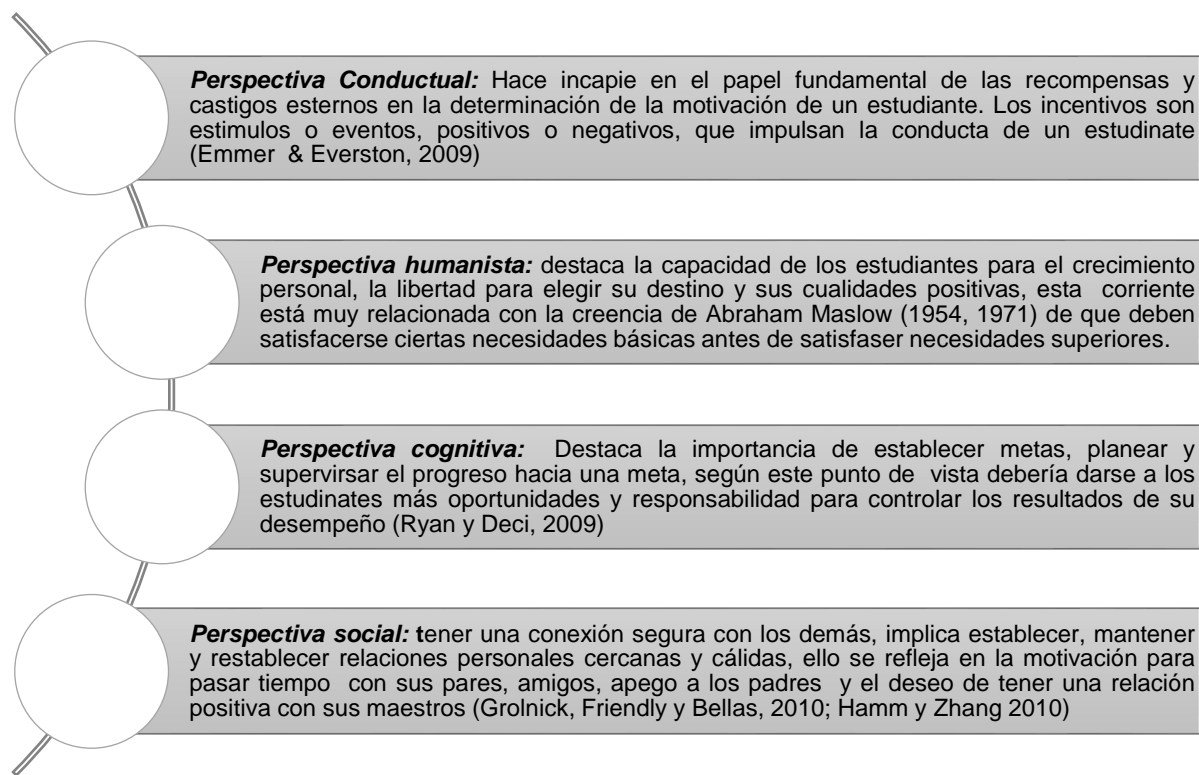 Perspectiva Conductual: Hace incapie en el papel fundamental de las recompensas y
castigos esternos en la determinación de la motivación de un estudiante. Los incentivos son
estimulos o eventos, positivos o negativos, que impulsan la conducta de un estudinate
(Emmer & Everston, 2009)
Perspectiva humanista: destaca la capacidad de los estudiantes para el crecimiento
personal, la libertad para elegir su destino y sus cualidades positivas, esta corriente
está muy relacionada con la creencia de Abraham Maslow (1954, 1971) de que deben
satisfacerse ciertas necesidades básicas antes de satisfaser necesidades superiores.
Perspectiva cognitiva: Destaca la importancia de establecer metas, planear y
supervirsar el progreso hacia una meta, según este punto de vista debería darse a los
estudinates más oportunidades y responsabilidad para controlar los resultados de su
desempeño (Ryan y Deci, 2009)
Perspectiva social: tener una conexión segura con los demás, implica establecer, mantener
y restablecer relaciones personales cercanas y cálidas, ello se refleja en la motivación para
pasar tiempo con sus pares, amigos, apego a los padres y el deseo de tener una relación
positiva con sus maestros (Grolnick, Friendly y Bellas, 2010; Hamm y Zhang 2010)